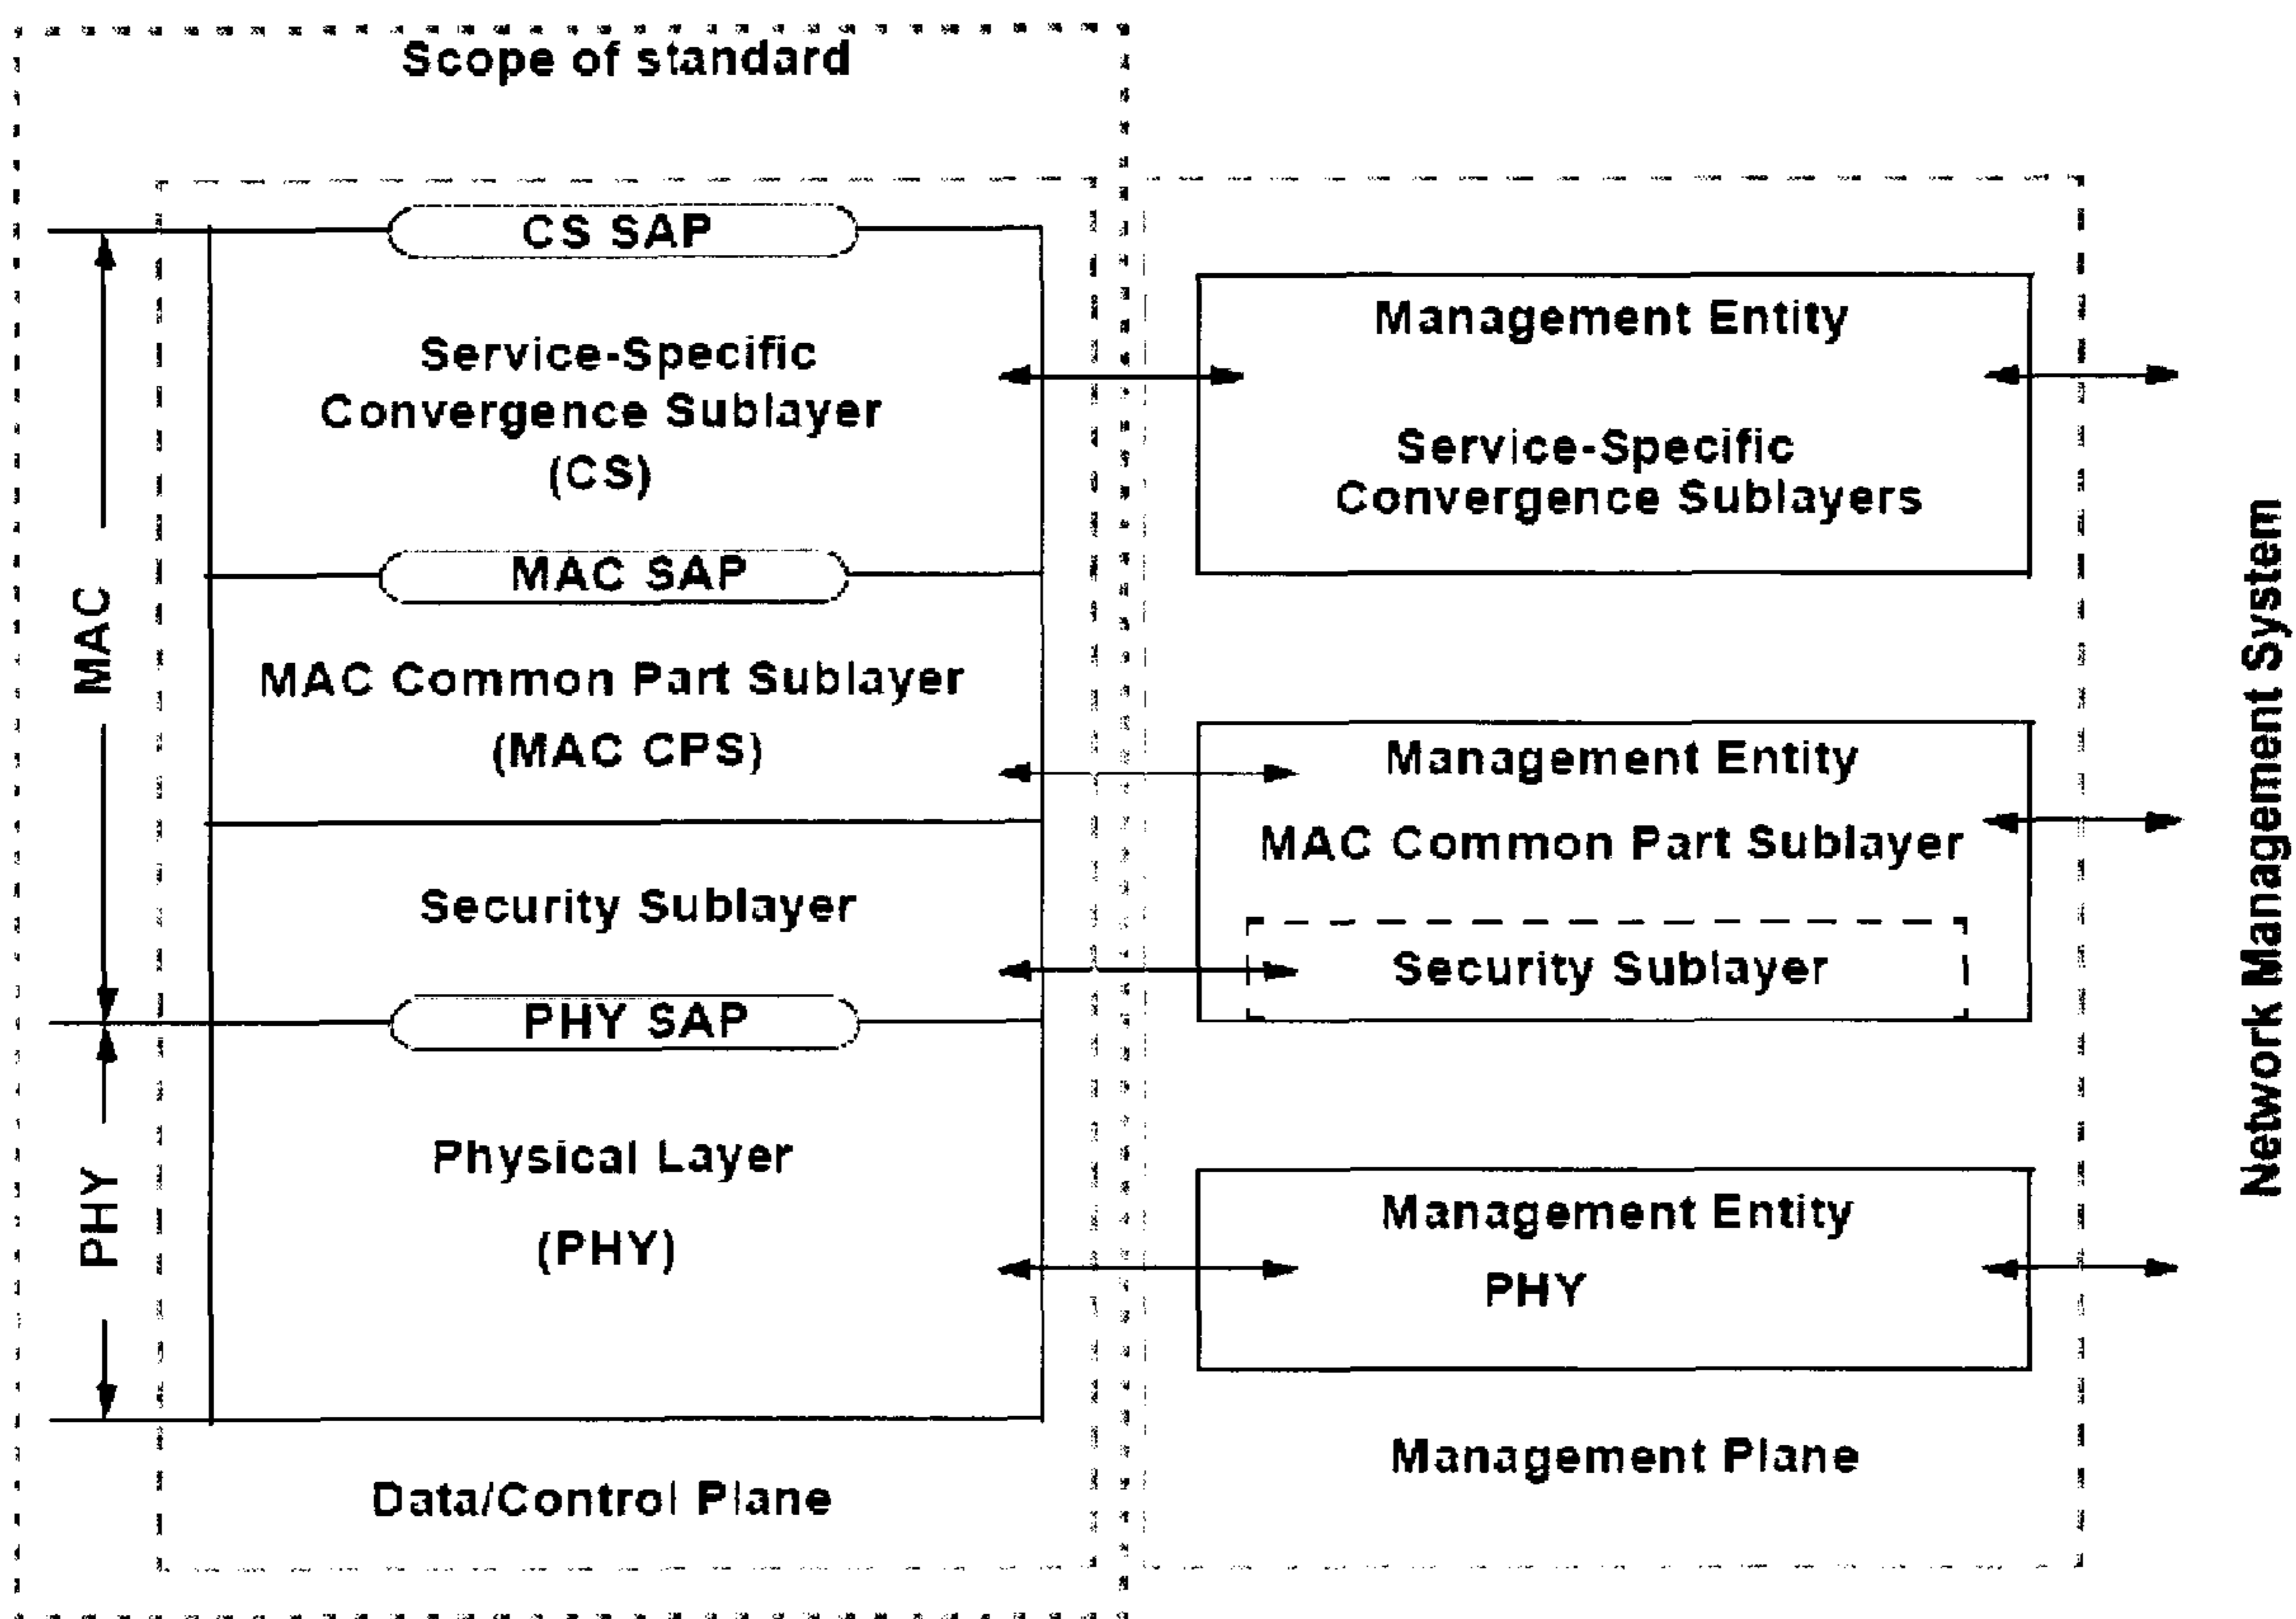 Scope of standard
CS SAP
Service-Specific
Convergence Sublayer
(CS)
MAC SAP
MAC Common Part Sublayer
(MAC CPS)
Security Sublayer
PHY SAP
Physical Layer
(PHY)
Data/Control Plane
MAC
PHY
Management Entity
Service-Specific
Convergence Sublayers
Management Entity
MAC Common Part Sublayer
Security Sublayer
Management Entity
PHY
Management Plane
Network Management System